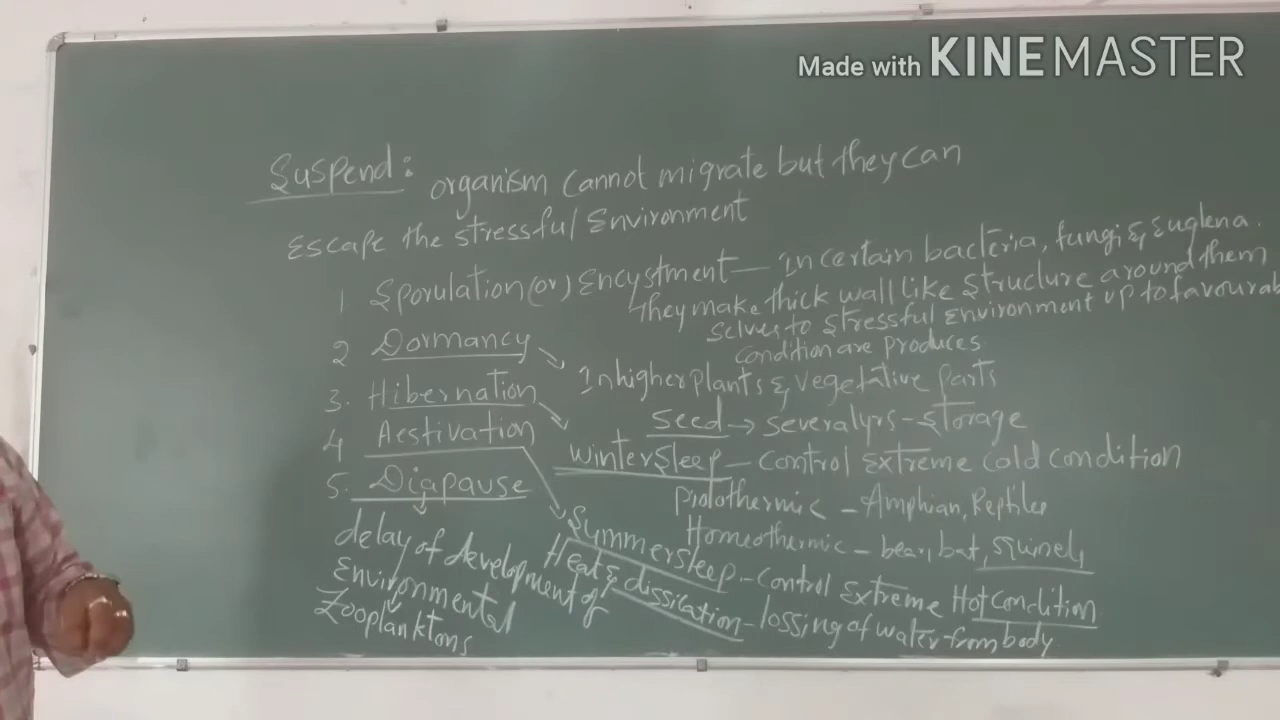 Made with KINEMASTER
Suspend: organism cannot migrate but they can
Escape the stressful Environment
1 Sporulation (or) Encystment — In certain bacteria, fungi & Euglena.
They make thick wall like structure around them
selves to stressful environment up to favourab
condition are produces
2 Dormancy
In higher plants & vegetative parts
Seed → several yrs - storage
3. Hibernation
Winter sleep - control Extreme cold condition
Poikothermic - Amphian, Reptiles
Homeothermic - bear, bat, squirrel,
4 Aestivation
Summer sleep - control Extreme Hot condition
Heat & dissication - lossing of water from body
5. Diapause
delay of development of
Environmental
Zooplanktons